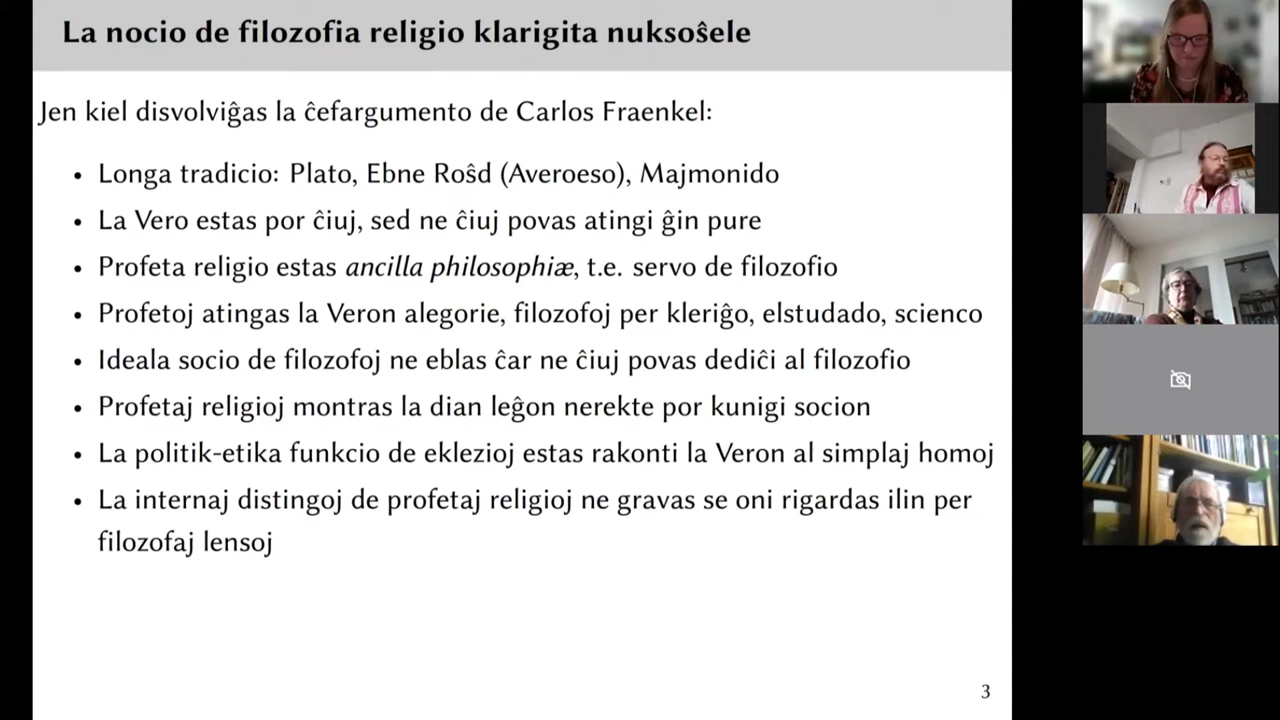 La nocio de filozofia religio klarigita nuksoŝele
Jen kiel disvolviĝas la ĉefargumento de Carlos Fraenkel:
• Longa tradicio: Plato, Ebne Roŝd (Averoeso), Majmonido
• La Vero estas por ĉiuj, sed ne ĉiuj povas atingi ĝin pure
• Profeta religio estas ancilla philosophiæ, t.e. servo de filozofio
• Profetoj atingas la Veron alegorie, filozofoj per kleriĝo, elstudado, scienco
• Ideala socio de filozofoj ne eblas ĉar ne ĉiuj povas dediĉi al filozofio
• Profetaj religioj montras la dian leĝon nerekte por kunigi socion
• La politik-etika funkcio de eklezioj estas rakonti la Veron al simplaj homoj
• La internaj distingoj de profetaj religioj ne gravas se oni rigardas ilin per
filozofaj lensoj
3